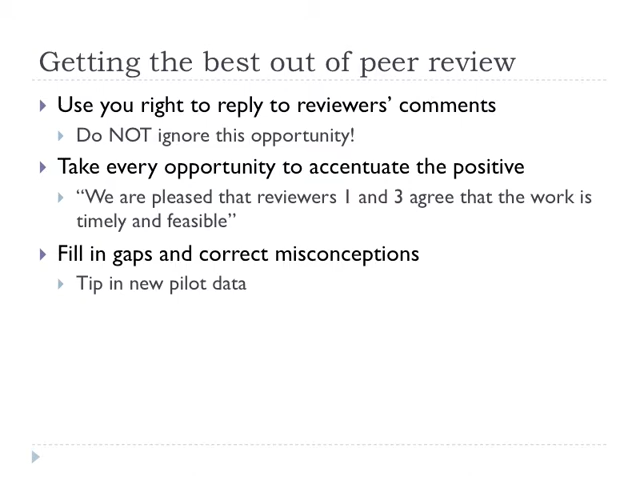 Getting the best out of peer review
Use you right to reply to reviewers’ comments
Do NOT ignore this opportunity!
Take every opportunity to accentuate the positive
“We are pleased that reviewers 1 and 3 agree that the work is
timely and feasible”
Fill in gaps and correct misconceptions
Tip in new pilot data